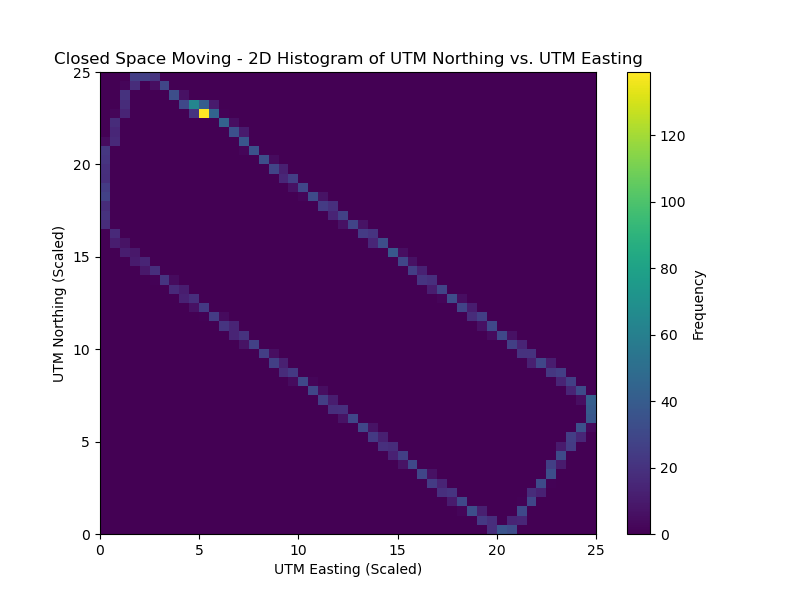 Closed Space Moving - 2D Histogram of UTM Northing vs. UTM Easting
25
20
15
10
5
0
UTM Northing (Scaled)
0 5 10 15 20 25
UTM Easting (Scaled)
120
100
80
60
40
20
0
Frequency